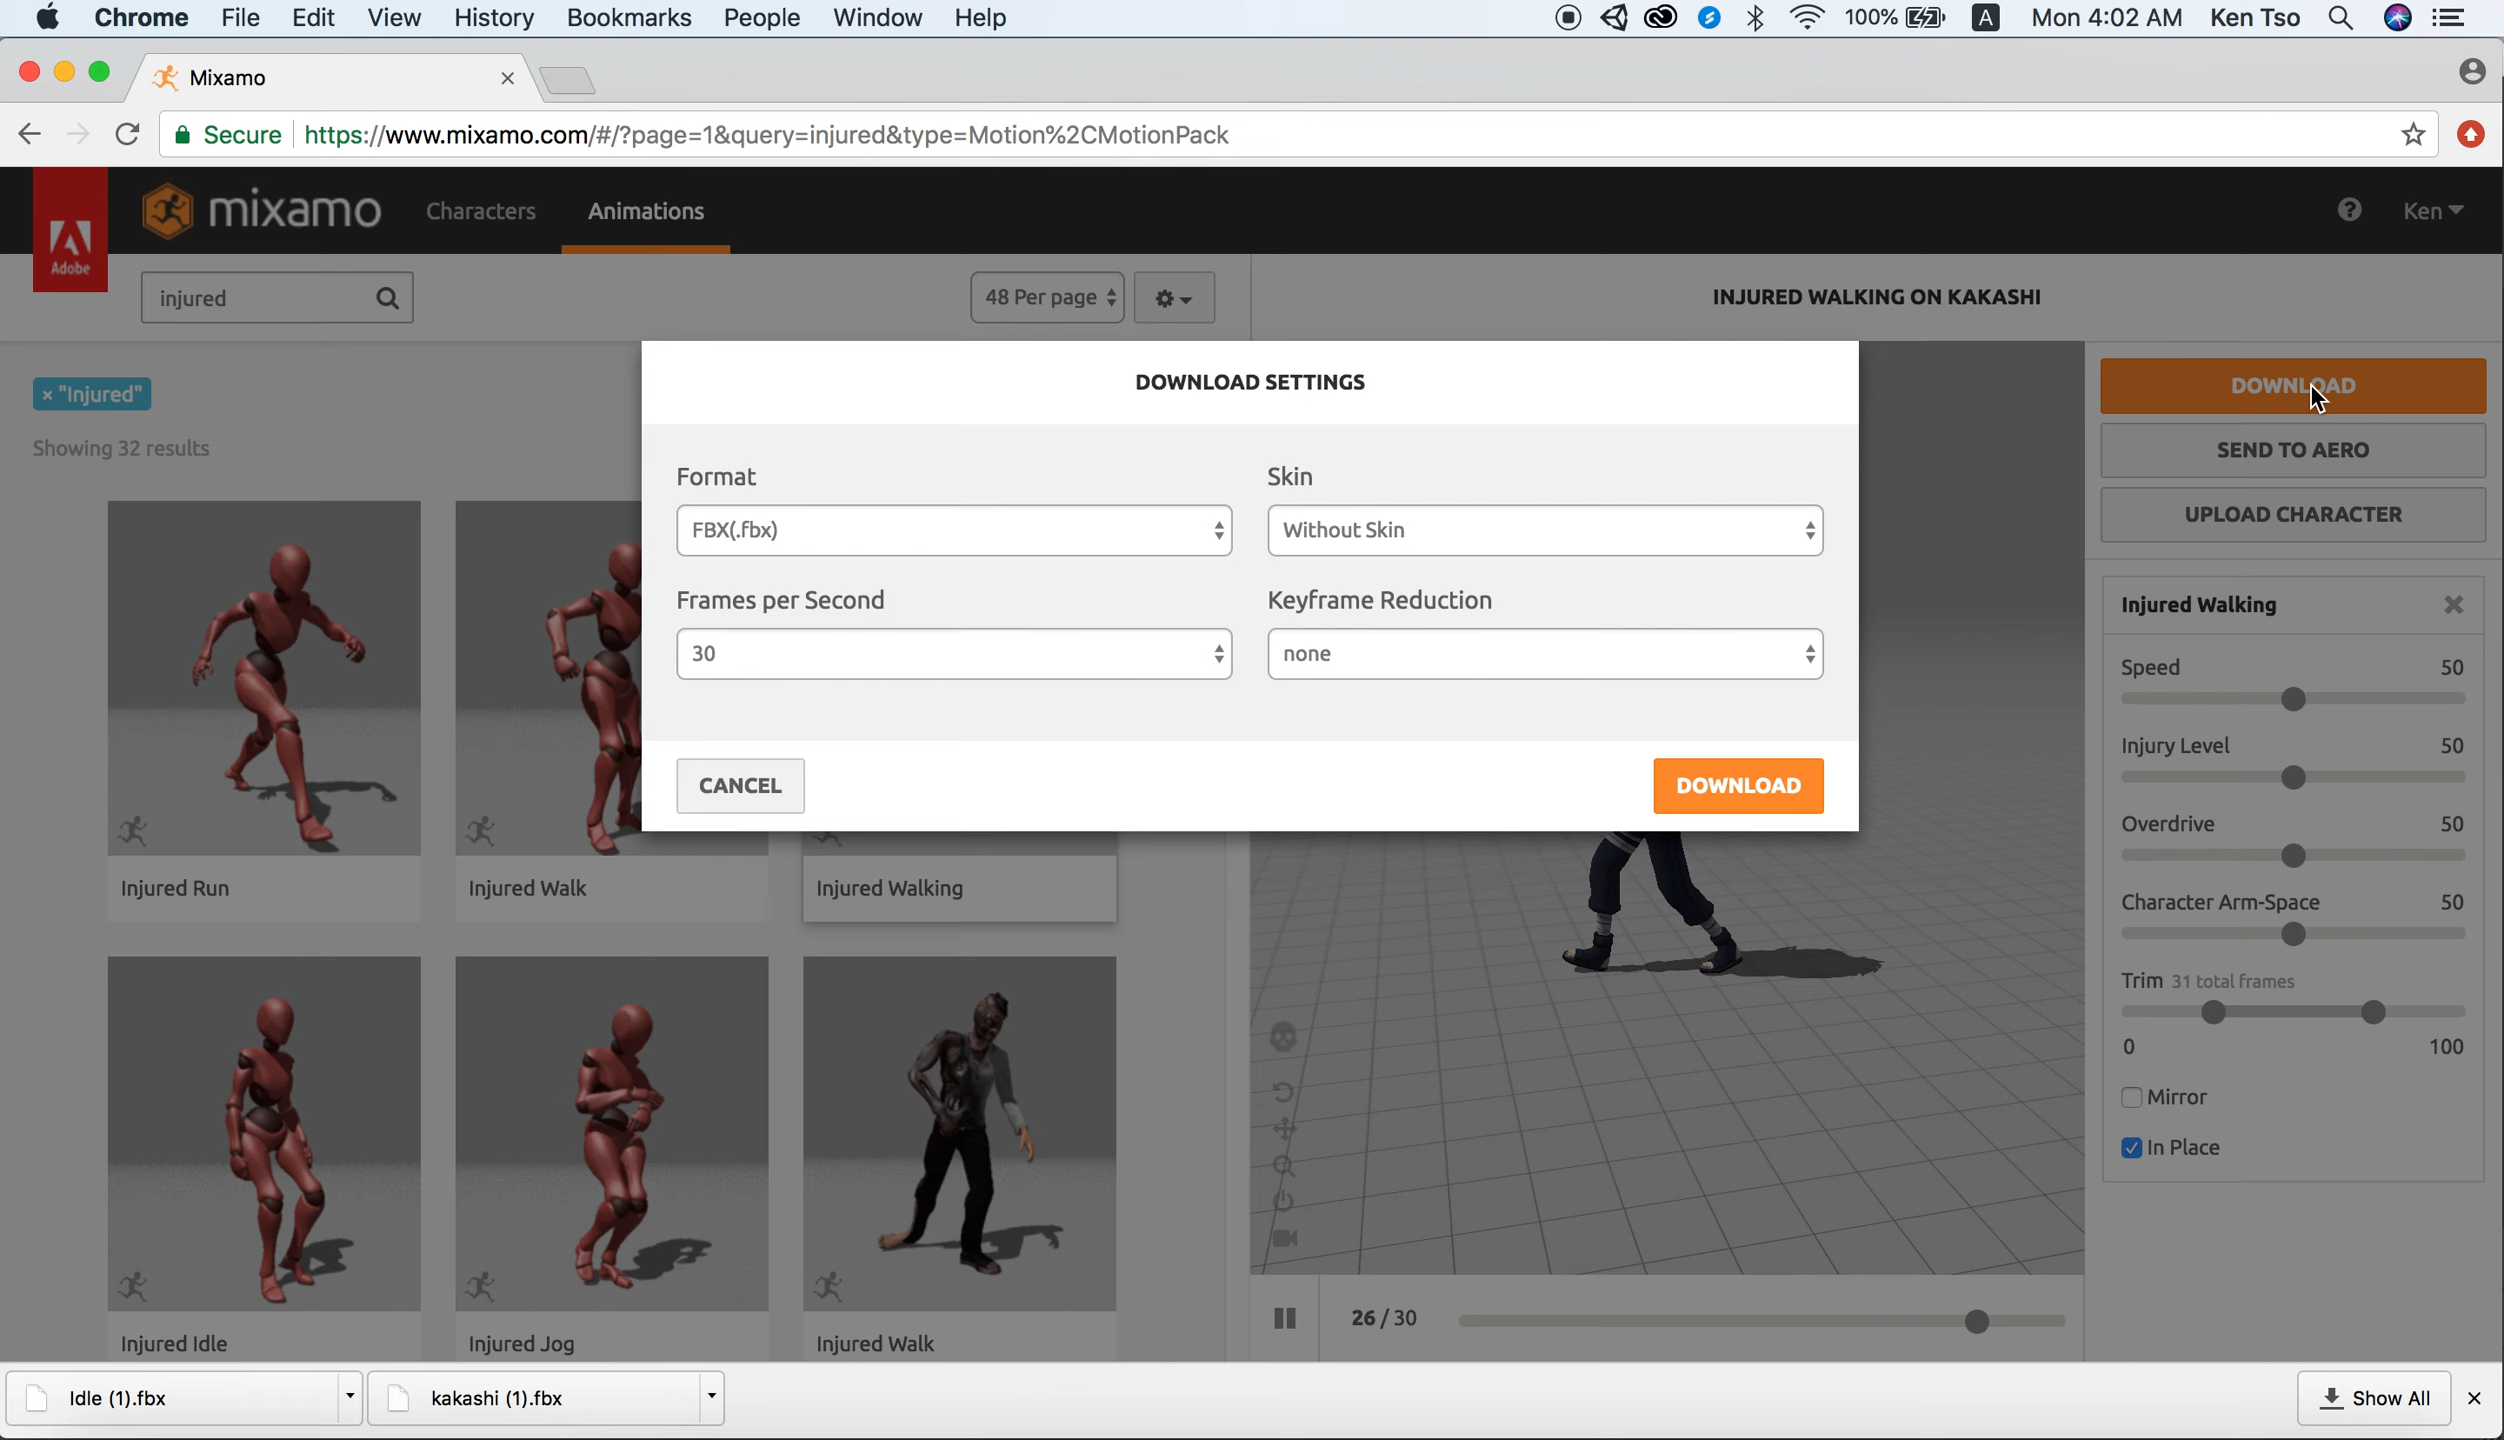 Chrome File Edit View History Bookmarks People Window Help 100% A Mon 4:02 AM Ken Tso
Mixamo
Secure https://www.mixamo.com/#/?page=1&query=injured&type=Motion%2CMotionPack
Adobe
mixamo Characters Animations ? Ken
injured 48 Per page INJURED WALKING ON KAKASHI
× "Injured"
Showing 32 results
DOWNLOAD SETTINGS
Format Skin
FBX(.fbx) Without Skin
Frames per Second Keyframe Reduction
30 none
CANCEL DOWNLOAD
DOWNLOAD
SEND TO AERO
UPLOAD CHARACTER
Injured Walking
Speed 50
Injury Level 50
Overdrive 50
Character Arm-Space 50
Trim 31 total frames
0 100
Mirror
In Place
Injured Run Injured Walk Injured Walking
Injured Idle Injured Jog Injured Walk
26 / 30
Idle (1).fbx kakashi (1).fbx Show All